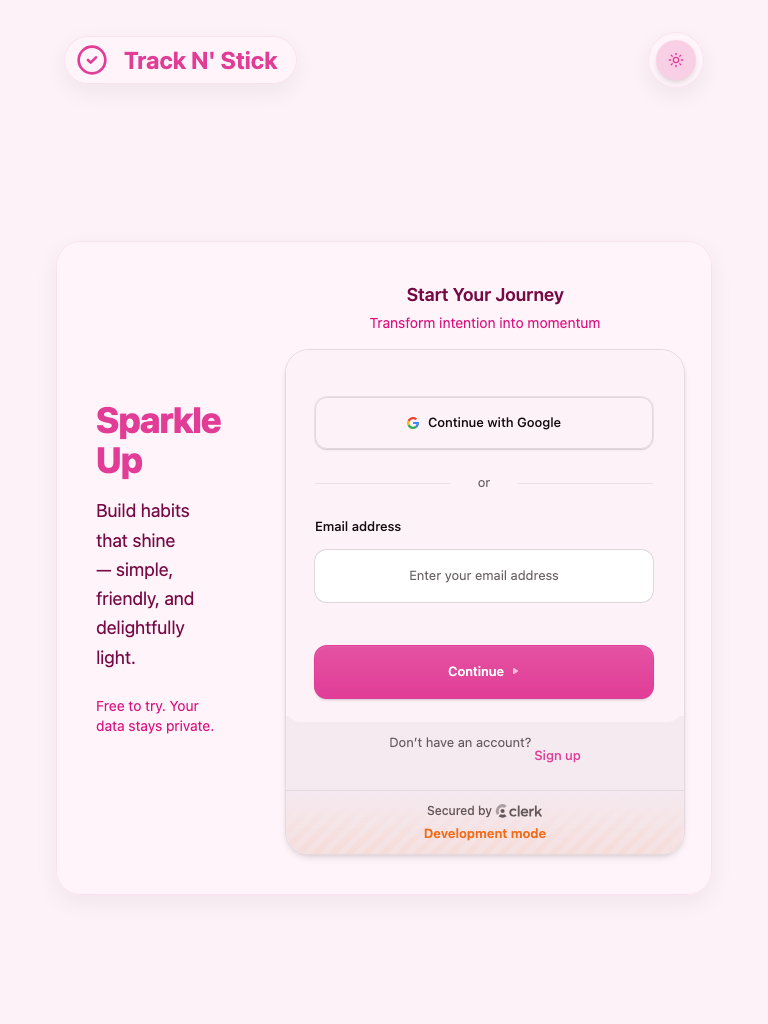 Track N' Stick
Sparkle
Up
Build habits
that shine
— simple,
friendly, and
delightfully
light.
Free to try. Your
data stays private.
Start Your Journey
Transform intention into momentum
Continue with Google
or
Email address
Enter your email address
Continue
Don’t have an account?
Sign up
Secured by clerk
Development mode